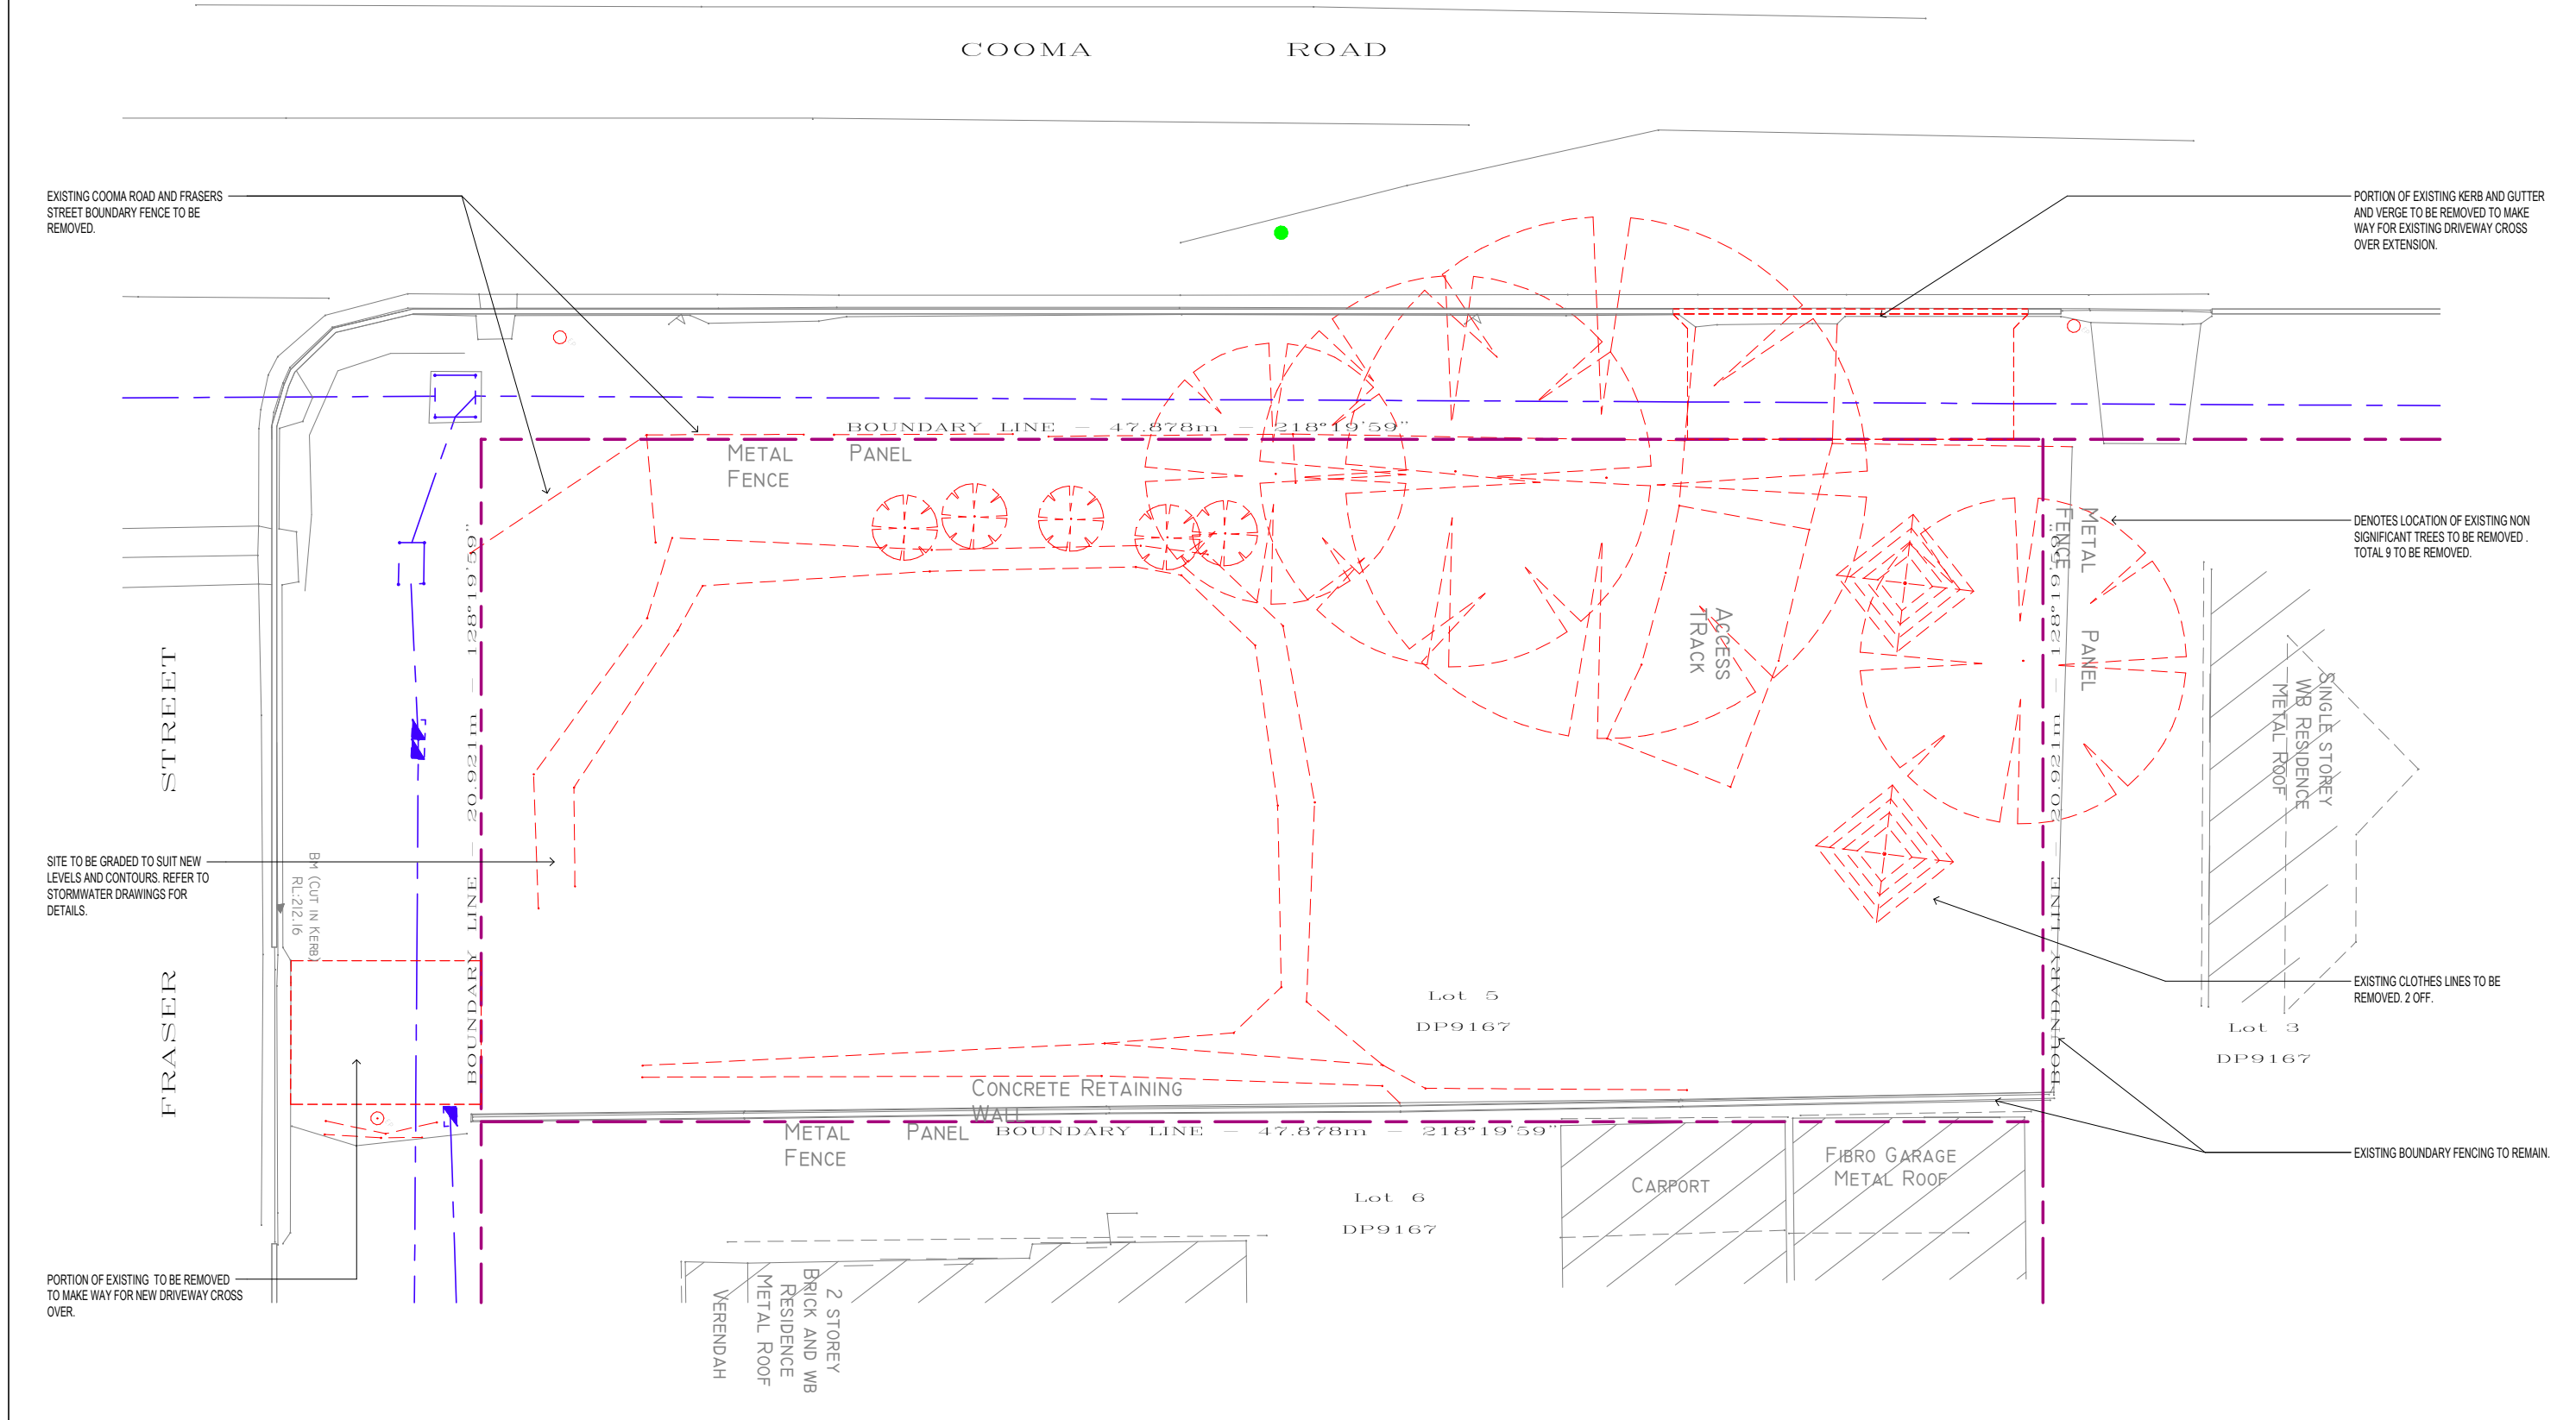 COOMA ROAD
EXISTING COOMA ROAD AND FRASERS
STREET BOUNDARY FENCE TO BE
REMOVED.
PORTION OF EXISTING KERB AND GUTTER
AND VERGE TO BE REMOVED TO MAKE
WAY FOR EXISTING DRIVEWAY CROSS
OVER EXTENSION.
BOUNDARY LINE - 47.878m - 218°19'59"
METAL PANEL
FENCE
METAL PANEL
FENCE
DENOTES LOCATION OF EXISTING NON
SIGNIFICANT TREES TO BE REMOVED .
TOTAL 9 TO BE REMOVED.
BOUNDARY LINE - 20.921m - 128°19'59"
BOUNDARY LINE - 20.921m - 128°19'59"
ACCESS
TRACK
SINGLE STOREY
WB RESIDENCE
METAL ROOF
FRASER STREET
SITE TO BE GRADED TO SUIT NEW
LEVELS AND CONTOURS. REFER TO
STORMWATER DRAWINGS FOR
DETAILS.
BM (CUT IN KERB)
RL:212.16
Lot 5
DP9167
EXISTING CLOTHES LINES TO BE
REMOVED. 2 OFF.
Lot 3
DP9167
CONCRETE RETAINING
WALL
METAL PANEL
FENCE
BOUNDARY LINE - 47.878m - 218°19'59"
EXISTING BOUNDARY FENCING TO REMAIN.
CARPORT
FIBRO GARAGE
METAL ROOF
Lot 6
DP9167
PORTION OF EXISTING TO BE REMOVED
TO MAKE WAY FOR NEW DRIVEWAY CROSS
OVER.
2 STOREY
BRICK AND WB
RESIDENCE
METAL ROOF
VERENDAH